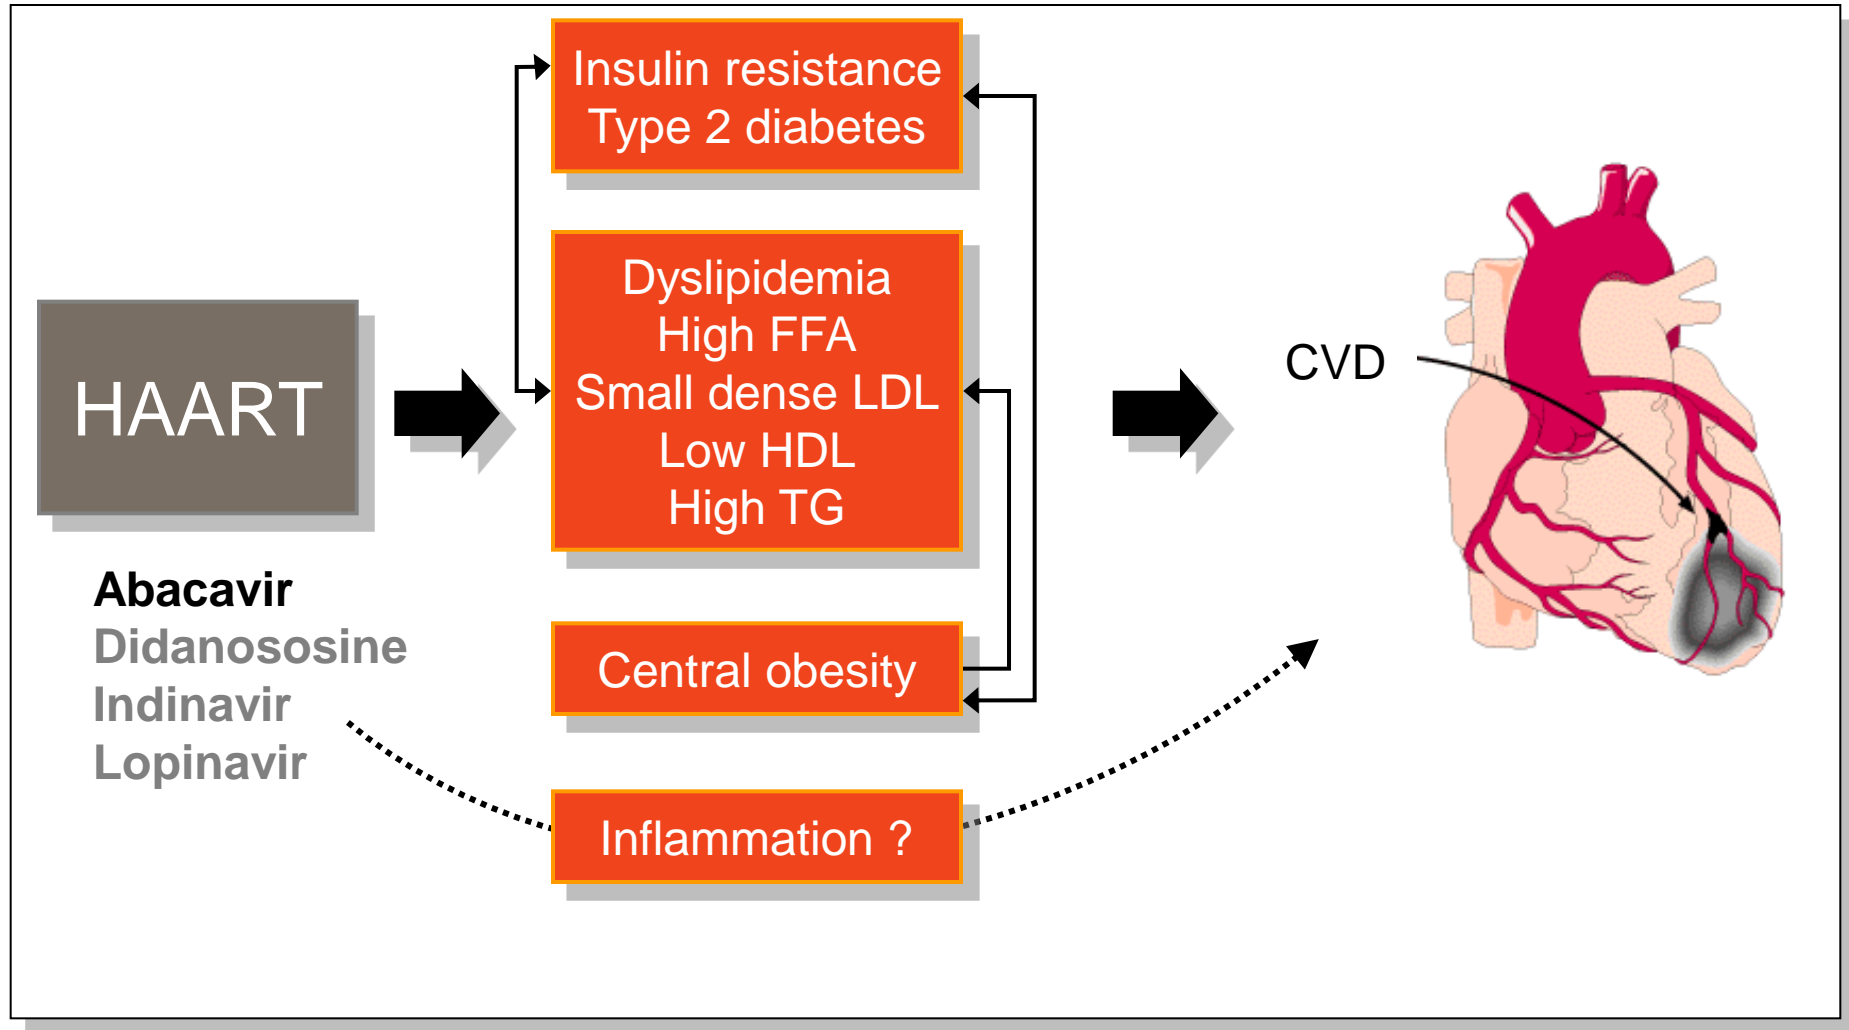 HAART
Abacavir
Didanososine
Indinavir
Lopinavir
Insulin resistance
Type 2 diabetes
Dyslipidemia
High FFA
Small dense LDL
Low HDL
High TG
Central obesity
Inflammation ?
CVD